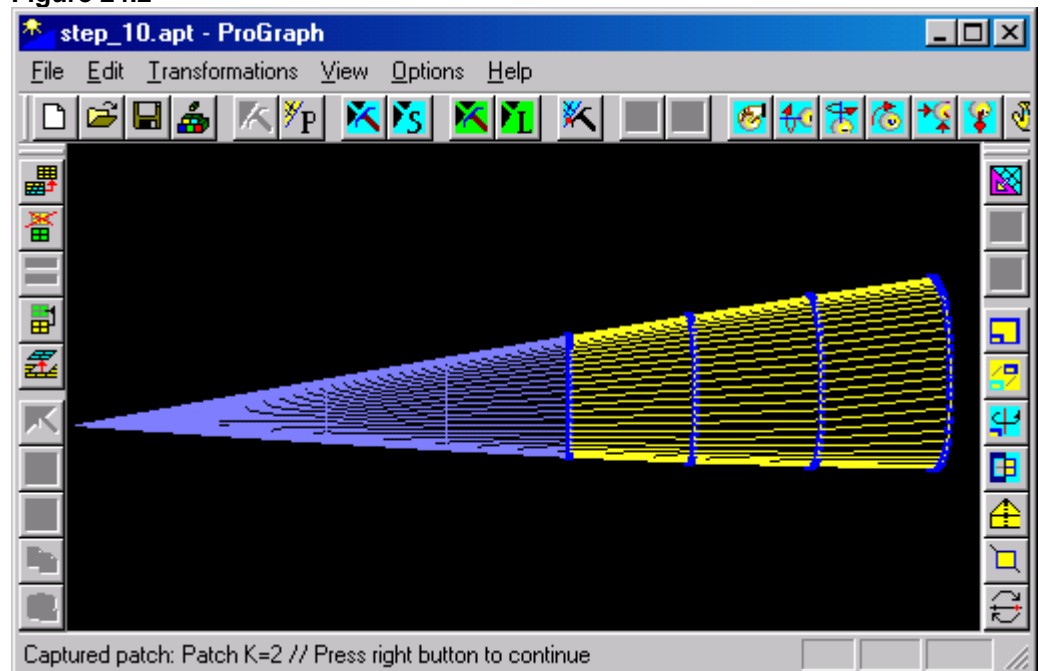 step_10.apt - ProGraph
File Edit Transformations View Options Help
P S L
Captured patch: Patch K=2 // Press right button to continue